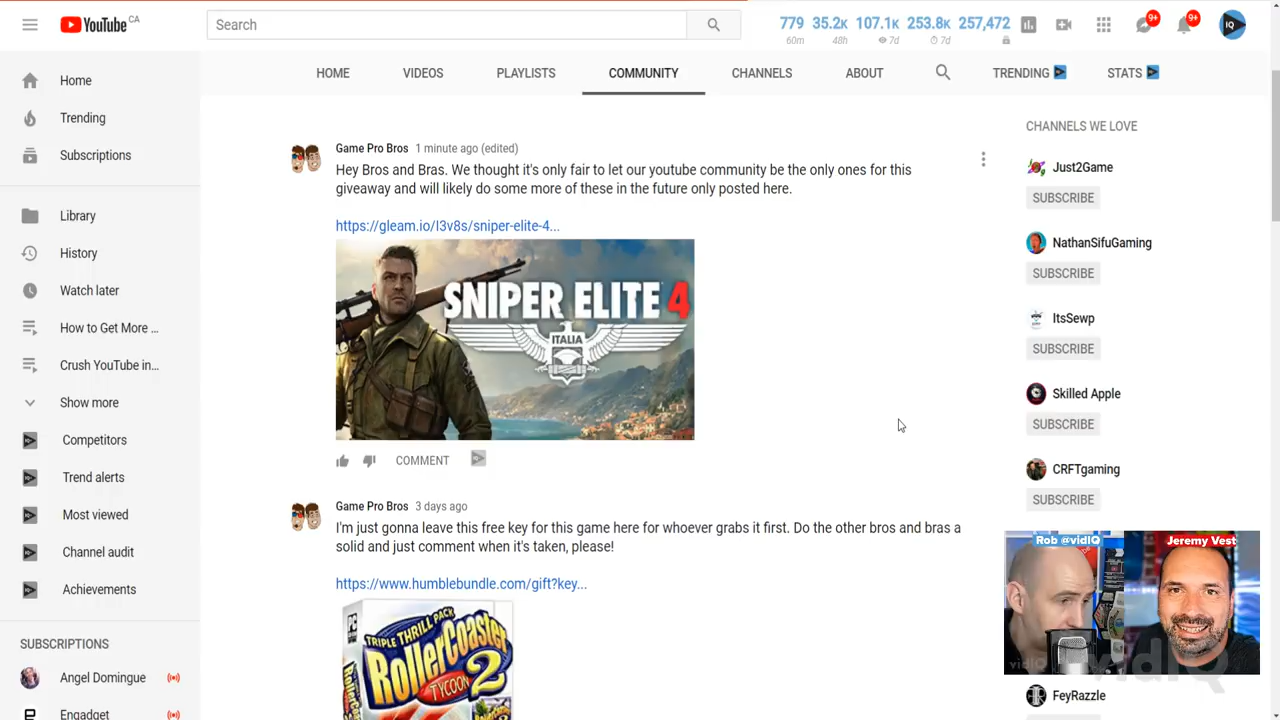 YouTube CA
Search
779 35.2K 107.1K 253.8K 257,472
60m 48h 7d 7d
9+ 9+
IQ
HOME VIDEOS PLAYLISTS COMMUNITY CHANNELS ABOUT TRENDING STATS
Home
Trending
Subscriptions
Library
History
Watch later
How to Get More ...
Crush YouTube in...
Show more
Competitors
Trend alerts
Most viewed
Channel audit
Achievements
SUBSCRIPTIONS
Angel Domingue
Engadget
Game Pro Bros 1 minute ago (edited)
Hey Bros and Bras. We thought it's only fair to let our youtube community be the only ones for this
giveaway and will likely do some more of these in the future only posted here.
https://gleam.io/I3v8s/sniper-elite-4...
SNIPER ELITE 4
ITALIA
COMMENT
Game Pro Bros 3 days ago
I'm just gonna leave this free key for this game here for whoever grabs it first. Do the other bros and bras a
solid and just comment when it's taken, please!
https://www.humblebundle.com/gift?key...
PC
TRIPLE THRILL PACK
RollerCoaster
TYCOON 2
CHANNELS WE LOVE
Just2Game
SUBSCRIBE
NathanSifuGaming
SUBSCRIBE
ItsSewp
SUBSCRIBE
Skilled Apple
SUBSCRIBE
CRFTgaming
SUBSCRIBE
Rob @vidIQ Jeremy Vest
vidIQ
vidIQ
FeyRazzle